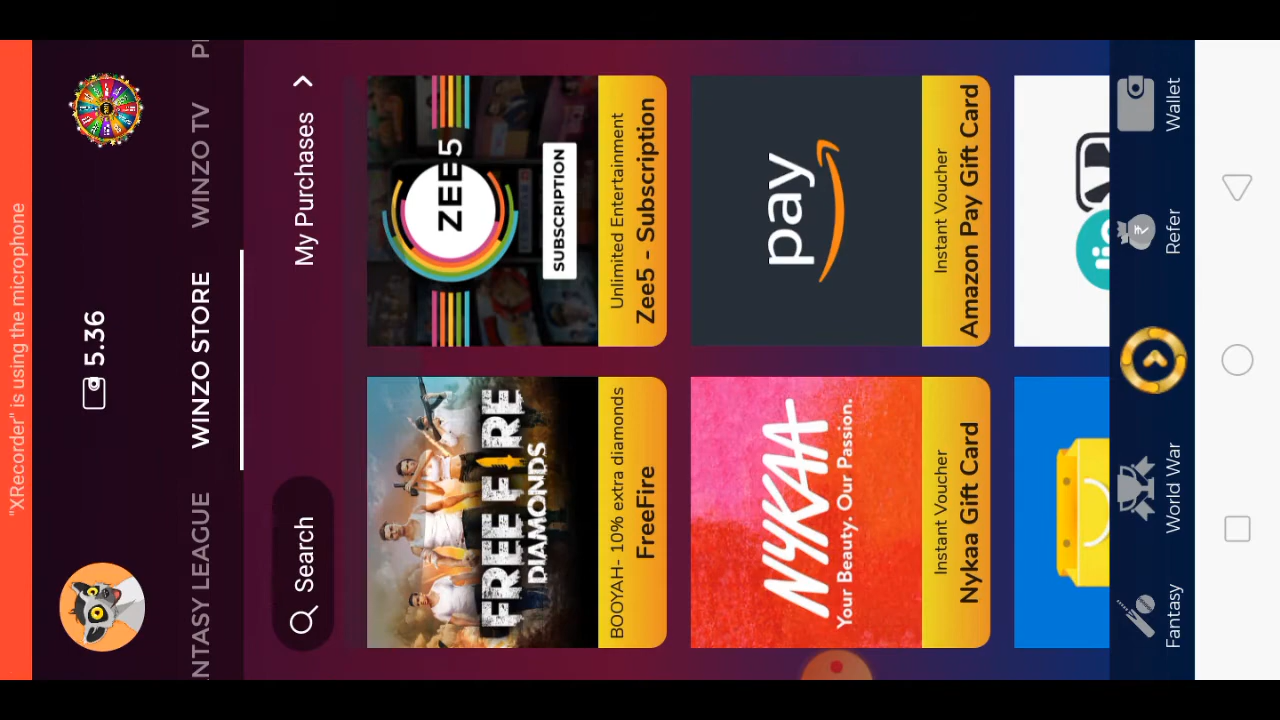 "XRecorder" is using the microphone
5.36
NTASY LEAGUE WINZO STORE WINZO TV
Search
My Purchases
FREE FIRE
DIAMONDS
BOOYAH- 10% extra diamonds
FreeFire
ZEE5
SUBSCRIPTION
Unlimited Entertainment
Zee5 - Subscription
NYKAA
Your Beauty. Our Passion.
Instant Voucher
Nykaa Gift Card
pay
Instant Voucher
Amazon Pay Gift Card
Fantasy World War Refer Wallet